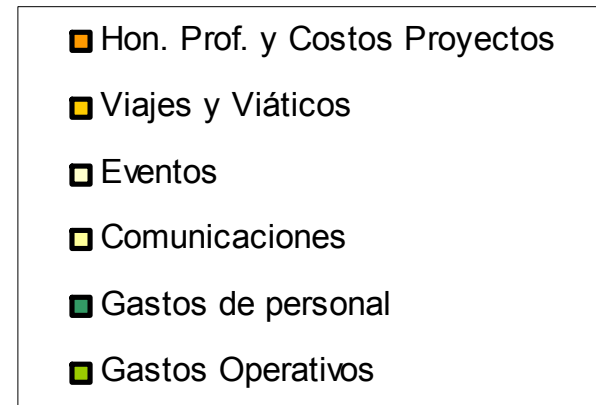 Hon. Prof. y Costos Proyectos
Viajes y Viáticos
Eventos
Comunicaciones
Gastos de personal
Gastos Operativos